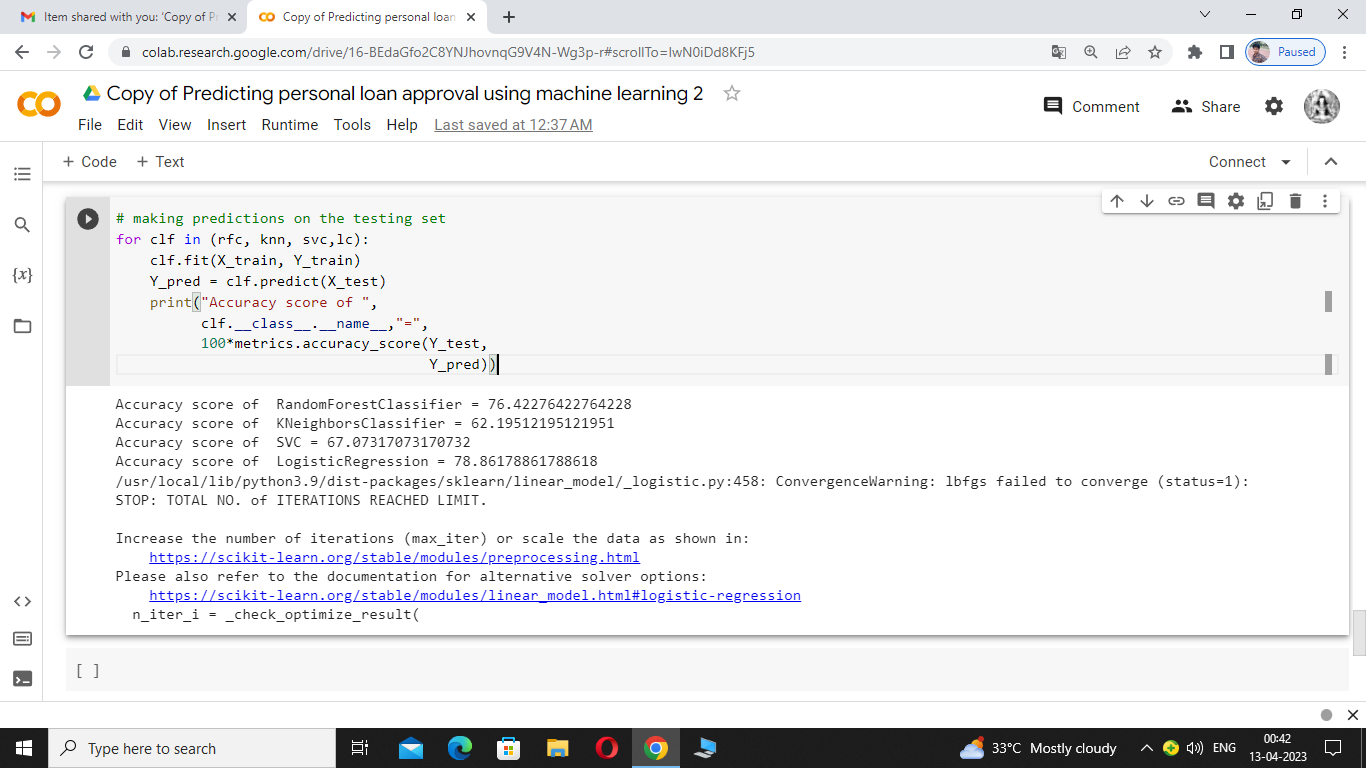 Item shared with you: 'Copy of Pr
Copy of Predicting personal loan
colab.research.google.com/drive/16-BEdaGfo2C8YNJhovnqG9V4N-Wg3p-r#scrollTo=lwN0iDd8KFj5
Paused
Copy of Predicting personal loan approval using machine learning 2
Comment
Share
File Edit View Insert Runtime Tools Help Last saved at 12:37 AM
+ Code + Text
Connect
# making predictions on the testing set
for clf in (rfc, knn, svc,lc):
    clf.fit(X_train, Y_train)
    Y_pred = clf.predict(X_test)
    print("Accuracy score of ",
          clf.__class__.__name__,"=",
          100*metrics.accuracy_score(Y_test,
                                     Y_pred))
Accuracy score of  RandomForestClassifier = 76.42276422764228
Accuracy score of  KNeighborsClassifier = 62.19512195121951
Accuracy score of  SVC = 67.07317073170732
Accuracy score of  LogisticRegression = 78.86178861788618
/usr/local/lib/python3.9/dist-packages/sklearn/linear_model/_logistic.py:458: ConvergenceWarning: lbfgs failed to converge (status=1):
STOP: TOTAL NO. of ITERATIONS REACHED LIMIT.
Increase the number of iterations (max_iter) or scale the data as shown in:
    https://scikit-learn.org/stable/modules/preprocessing.html
Please also refer to the documentation for alternative solver options:
    https://scikit-learn.org/stable/modules/linear_model.html#logistic-regression
  n_iter_i = _check_optimize_result(
[ ]
Type here to search
33°C Mostly cloudy
ENG
00:42
13-04-2023